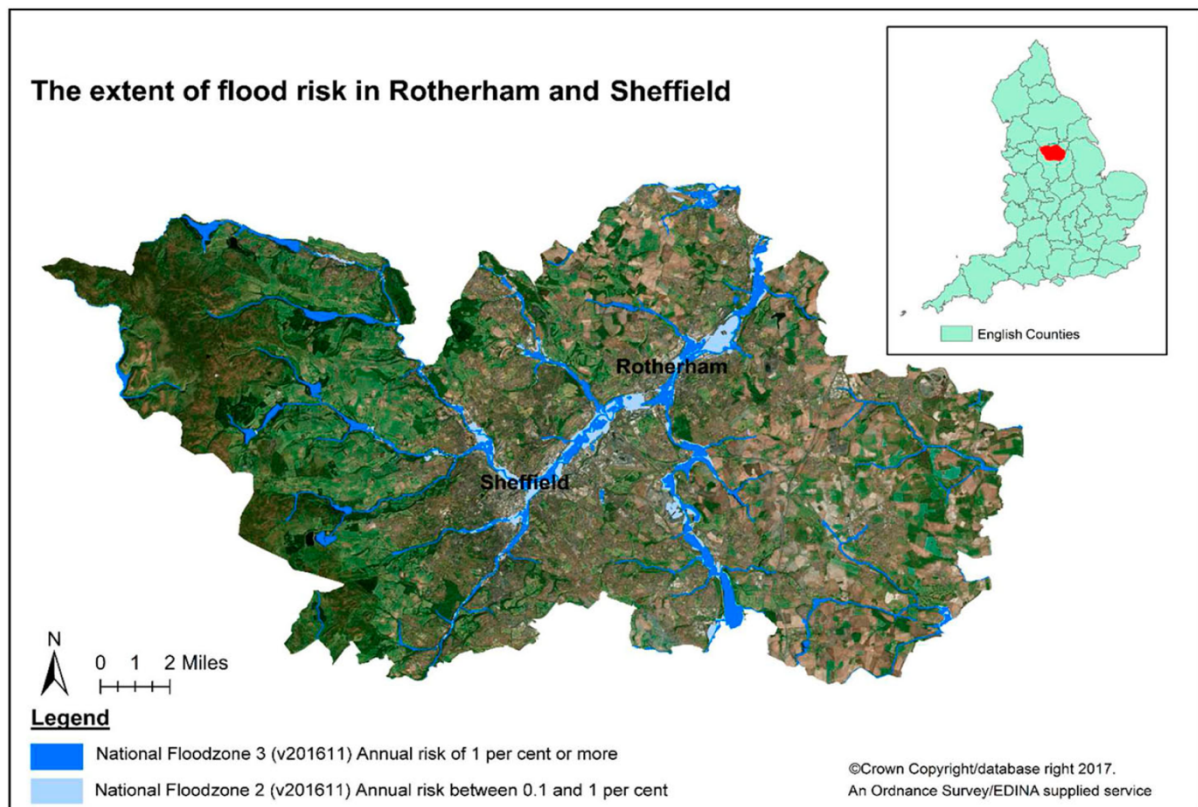 The extent of flood risk in Rotherham and Sheffield
English Counties
Rotherham
Sheffield
N
0 1 2 Miles
Legend
National Floodzone 3 (v201611) Annual risk of 1 per cent or more
National Floodzone 2 (v201611) Annual risk between 0.1 and 1 per cent
©Crown Copyright/database right 2017.
An Ordnance Survey/EDINA supplied service